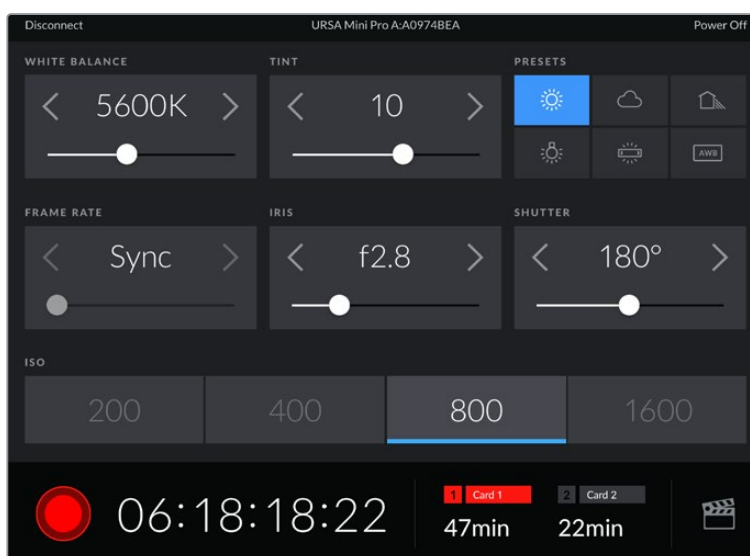 Disconnect URSA Mini Pro A:A0974BEA Power Off
WHITE BALANCE TINT PRESETS
5600K 10
AWB
FRAME RATE IRIS SHUTTER
Sync f2.8 180°
ISO
200 400 800 1600
1 Card 1 2 Card 2
06:18:18:22 47min 22min